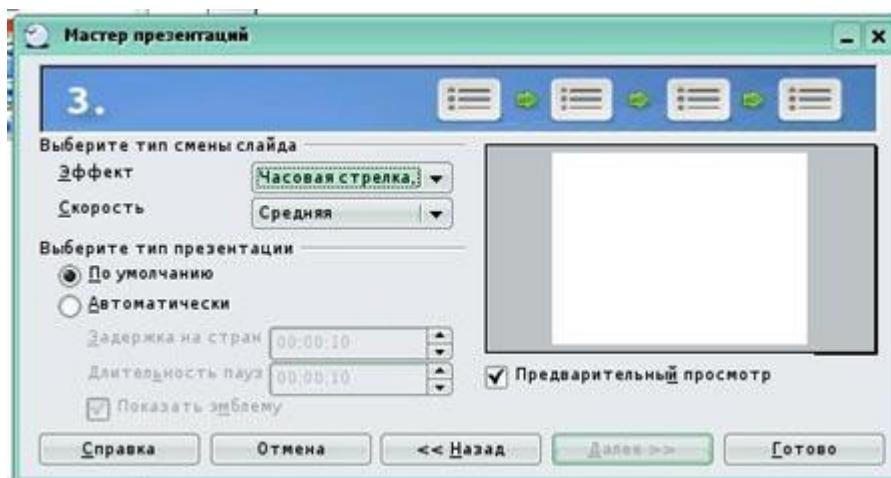 Мастер презентаций
3.
Выберите тип смены слайда
Эффект
Часовая стрелка,
Скорость
Средняя
Выберите тип презентации
По умолчанию
Автоматически
Задержка на стран
00:00:10
Длительность пауз
00:00:10
Показать эмблему
Предварительный просмотр
Справка
Отмена
<< Назад
Далее >>
Готово